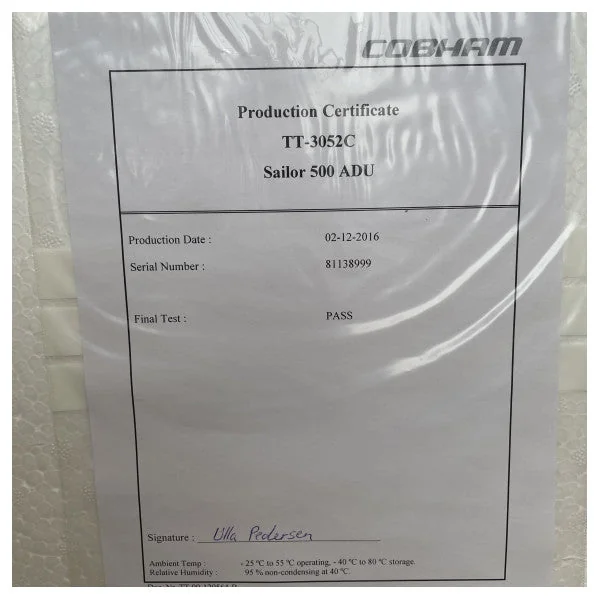 COBHAM
Production Certificate
TT-3052C
Sailor 500 ADU
Production Date : 02-12-2016
Serial Number : 81138999
Final Test : PASS
Signature : Ulla Pedersen
Ambient Temp : - 25 °C to 55 °C operating, - 40 °C to 80 °C storage.
Relative Humidity : 95 % non-condensing at 40 °C.